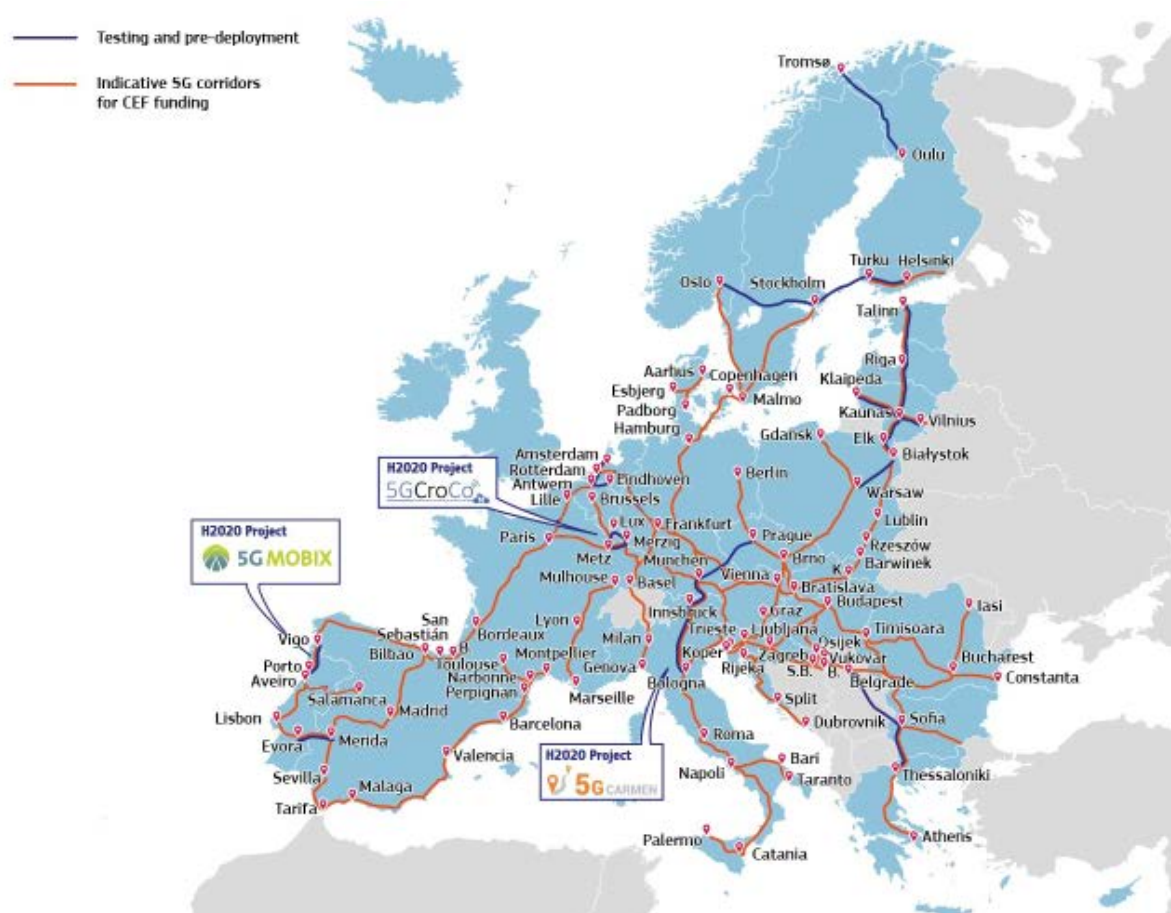 Testing and pre-deployment
Indicative 5G corridors
for CEF funding
Tromsø
Oulu
Turku
Helsinki
Oslo
Stockholm
Talinn
Riga
Aarhus
Copenhagen
Klaipeda
Esbjerg
Malmo
Padborg
Kaunas
Vilnius
Hamburg
Gdansk
Elk
Białystok
Amsterdam
Rotterdam
Eindhoven
Berlin
Antwern
Lille
Brussels
Warsaw
H2020 Project
5GCroCo
Lux
Frankfurt
Lublin
H2020 Project
5G MOBIX
Paris
Merzig
Prague
Rzeszów
Metz
Munchen
Brno
Barwinek
Mulhouse
Basel
Vienna
K
Bratislava
Innsbruck
Budapest
Iasi
San
Sebastián
Lyon
Graz
Vigo
Bordeaux
Milan
Trieste
Ljubljana
Timisoara
Bilbao
B.
Osijek
Toulouse
Montpellier
Koper
Zagreb
Vukovar
Bucharest
Porto
Genova
Rijeka
S.B.
B.
Aveiro
Narbonne
Bologna
Belgrade
Constanta
Salamanca
Perpignan
Marseille
Split
Lisbon
Madrid
Barcelona
Dubrovnik
Sofia
Evora
Merida
Roma
Valencia
H2020 Project
5G CARMEN
Bari
Sevilla
Malaga
Napoli
Taranto
Thessaloniki
Tarifa
Palermo
Catania
Athens